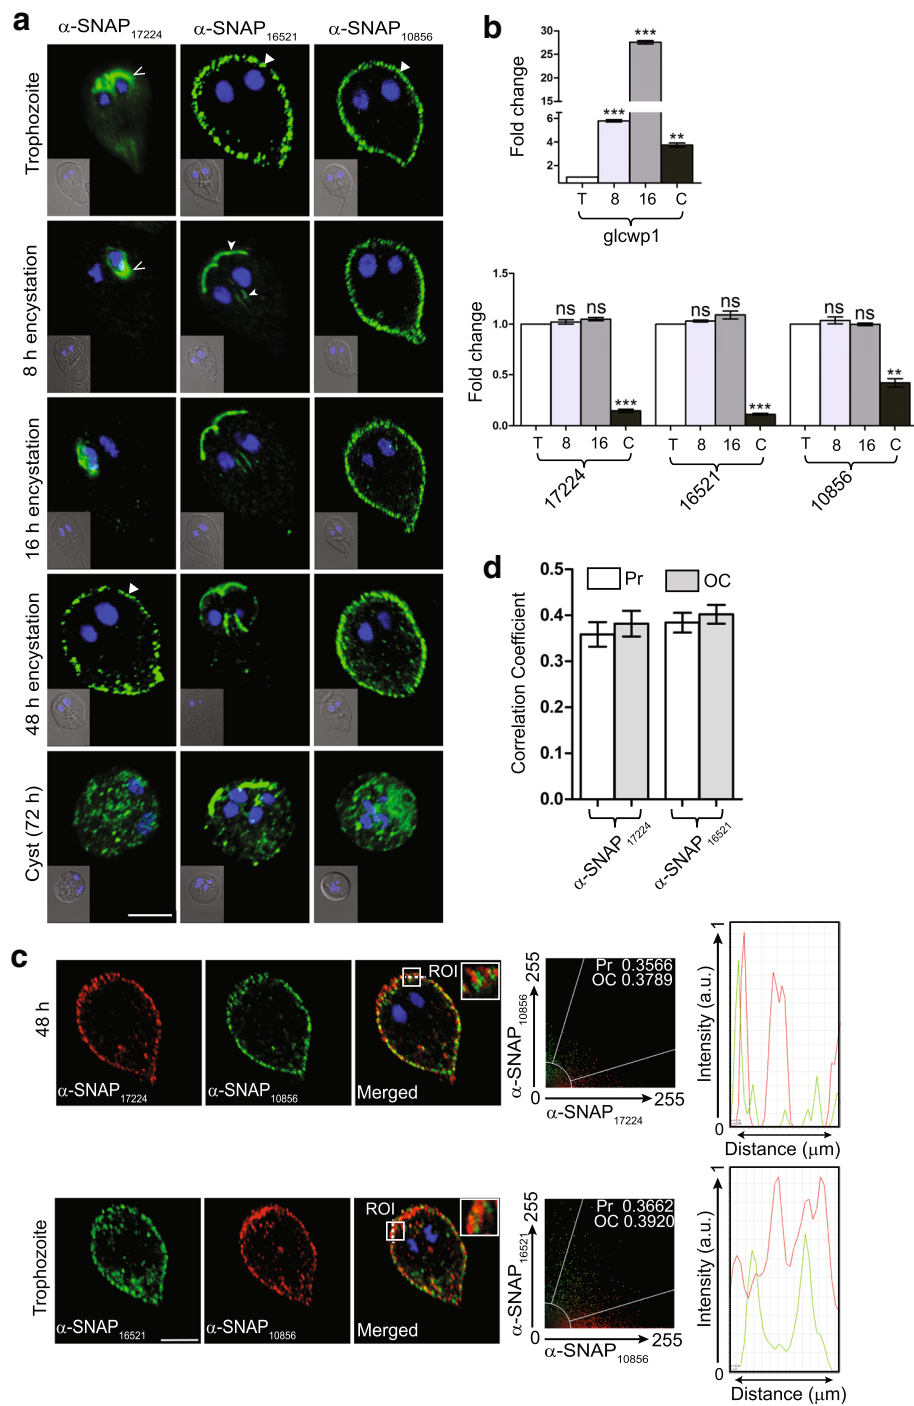 a
α-SNAP17224 α-SNAP16521 α-SNAP10856
Trophozoite
8 h encystation
16 h encystation
48 h encystation
Cyst (72 h)
b
Fold change
30
25
20
15
6
4
2
*** *** **
T 8 16 C
glcwp1
Fold change
1.5
1.0
0.5
0.0
ns ns *** ns ns *** ns ns **
T 8 16 C T 8 16 C T 8 16 C
17224 16521 10856
d
Correlation Coefficient
0.5
0.4
0.3
0.2
0.1
0.0
Pr OC
α-SNAP17224 α-SNAP16521
c
48 h
α-SNAP17224
α-SNAP10856
ROI
Merged
255
α-SNAP10856
0
Pr 0.3566
OC 0.3789
0 255
α-SNAP17224
1
Intensity (a.u.)
0
Distance (μm)
Trophozoite
α-SNAP16521
α-SNAP10856
ROI
Merged
255
α-SNAP16521
0
Pr 0.3662
OC 0.3920
0 255
α-SNAP10856
1
Intensity (a.u.)
0
Distance (μm)